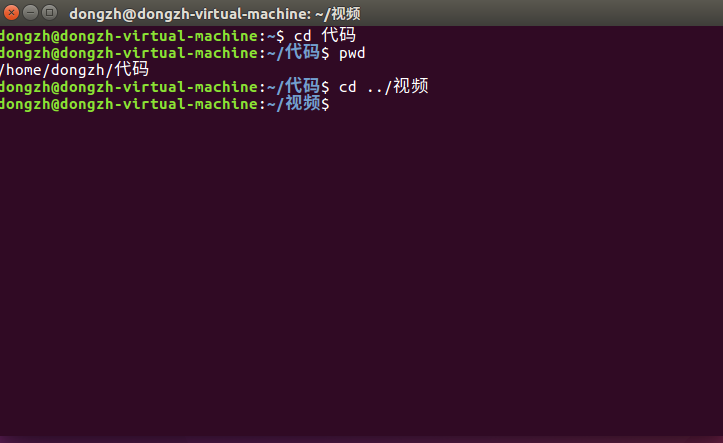 dongzh@dongzh-virtual-machine: ~/视频
dongzh@dongzh-virtual-machine:~$ cd 代码
dongzh@dongzh-virtual-machine:~/代码$ pwd
/home/dongzh/代码
dongzh@dongzh-virtual-machine:~/代码$ cd ../视频
dongzh@dongzh-virtual-machine:~/视频$